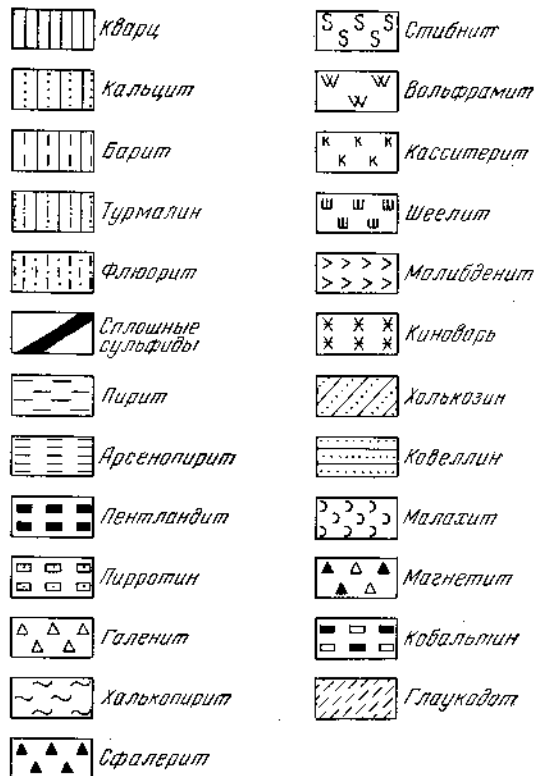 Кварц
Кальцит
Барит
Турмалин
Флюорит
Сплошные
сульфиды
Пирит
Арсенопирит
Пентландит
Пирротин
Галенит
Халькопирит
Сфалерит
Стибнит
Вольфрамит
Касситерит
Шеелит
Молибденит
Киноварь
Халькозин
Ковеллин
Малахит
Магнетит
Кобальтин
Глаукодот